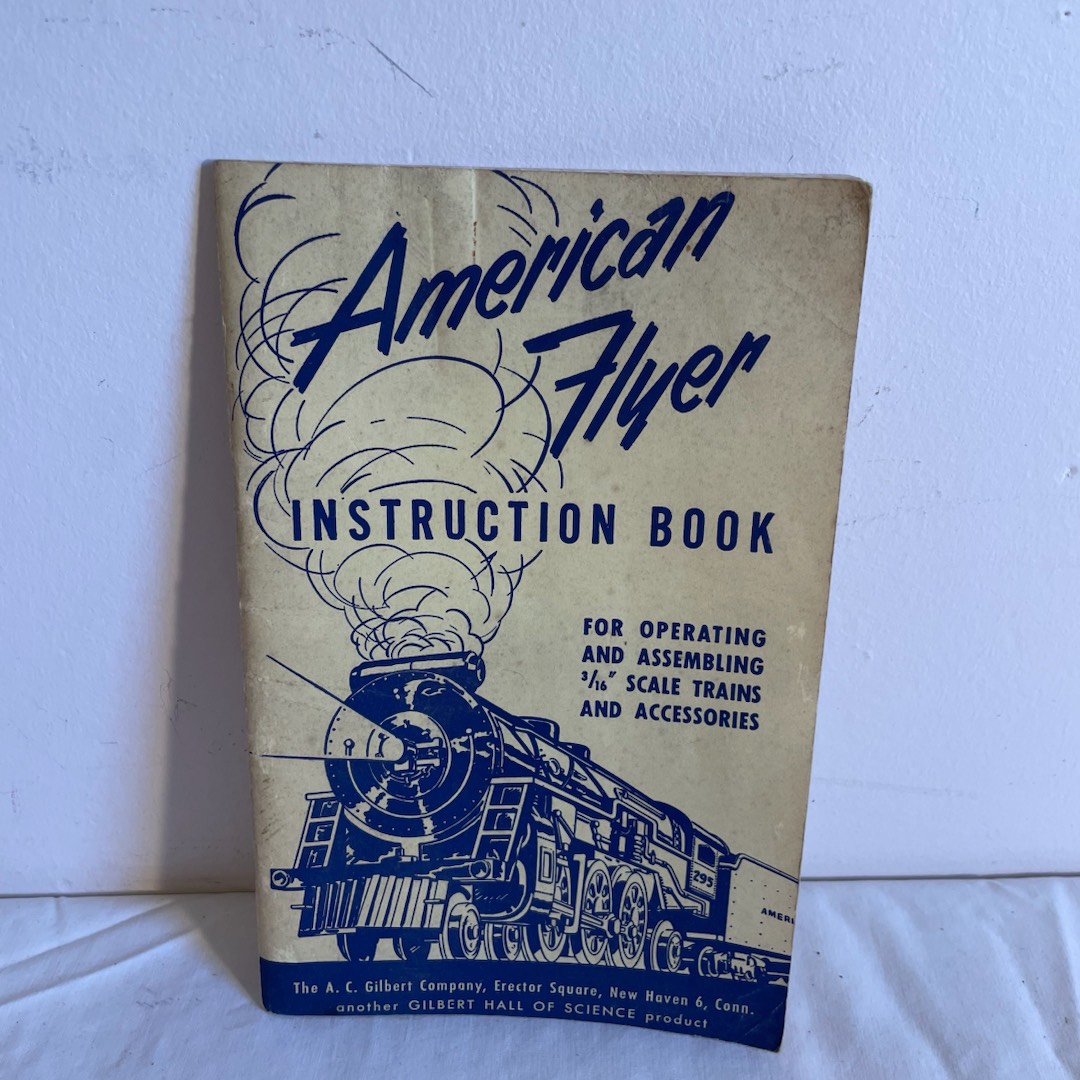 American
Flyer
INSTRUCTION BOOK
FOR OPERATING
AND ASSEMBLING
3/16" SCALE TRAINS
AND ACCESSORIES
295
AMERI
The A. C. Gilbert Company, Erector Square, New Haven 6, Conn.
another GILBERT HALL OF SCIENCE product